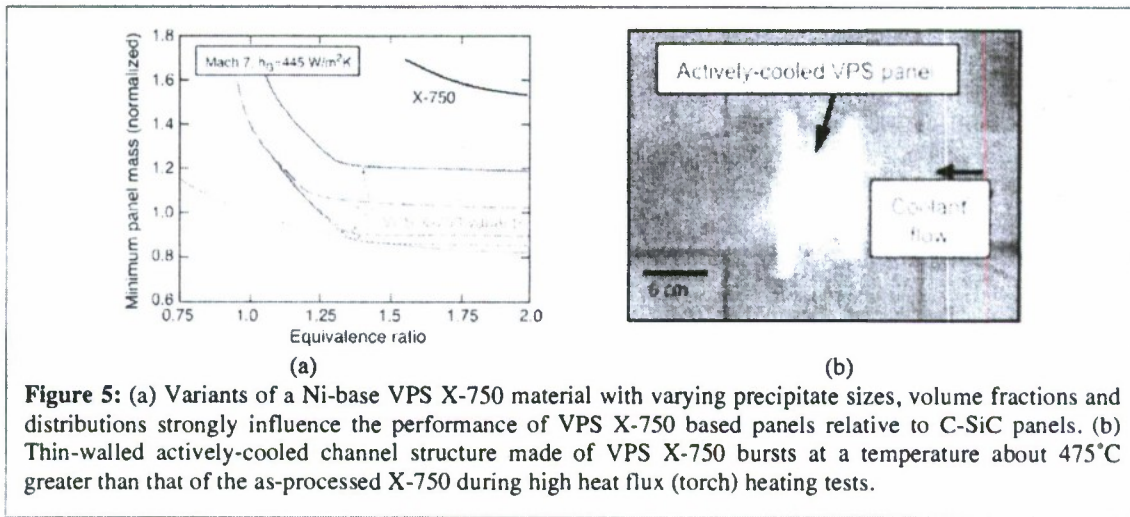 Mach 7, hG=445 W/m²K
X-750
Minimum panel mass (normalized)
1.8
1.6
1.4
1.2
1.0
0.8
0.6
0.75
1.0
1.25
1.50
1.75
2.0
Equivalence ratio
(a)
Actively-cooled VPS panel
Coolant
flow
6 cm
(b)
Figure 5: (a) Variants of a Ni-base VPS X-750 material with varying precipitate sizes, volume fractions and
distributions strongly influence the performance of VPS X-750 based panels relative to C-SiC panels. (b)
Thin-walled actively-cooled channel structure made of VPS X-750 bursts at a temperature about 475°C
greater than that of the as-processed X-750 during high heat flux (torch) heating tests.